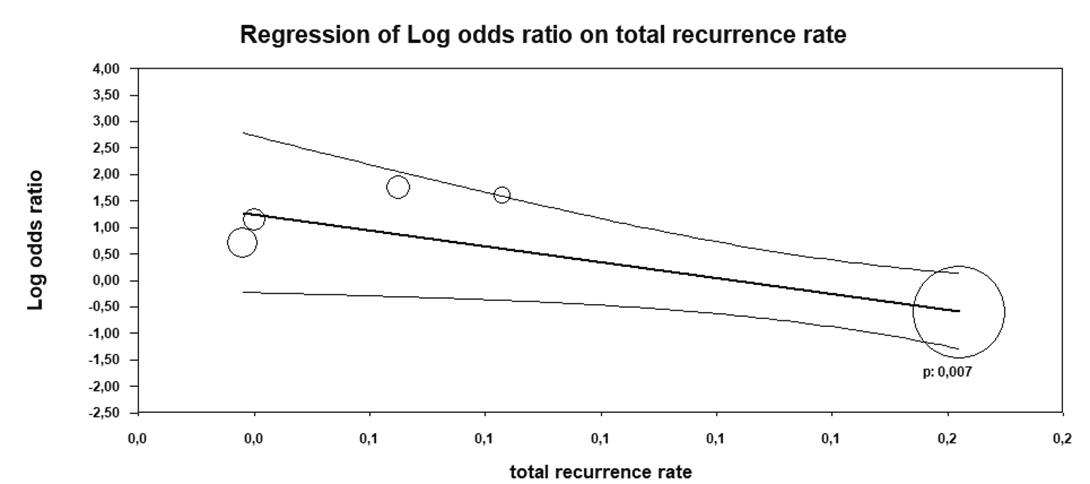 Regression of Log odds ratio on total recurrence rate
4,00
3,50
3,00
2,50
2,00
1,50
1,00
0,50
0,00
-0,50
-1,00
-1,50
-2,00
-2,50
Log odds ratio
p: 0,007
0,0 0,0 0,1 0,1 0,1 0,1 0,1 0,2 0,2
total recurrence rate